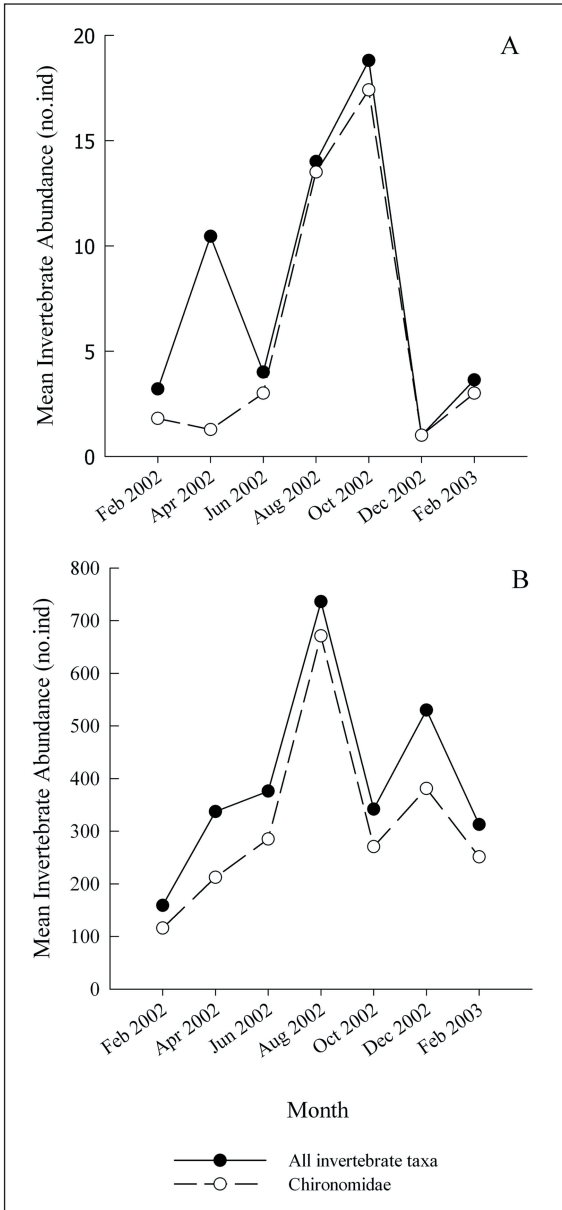 A
Mean Invertebrate Abundance (no.ind)
20
15
10
5
0
Feb 2002
Apr 2002
Jun 2002
Aug 2002
Oct 2002
Dec 2002
Feb 2003
B
Mean Invertebrate Abundance (no.ind)
800
700
600
500
400
300
200
100
0
Feb 2002
Apr 2002
Jun 2002
Aug 2002
Oct 2002
Dec 2002
Feb 2003
Month
All invertebrate taxa
Chironomidae